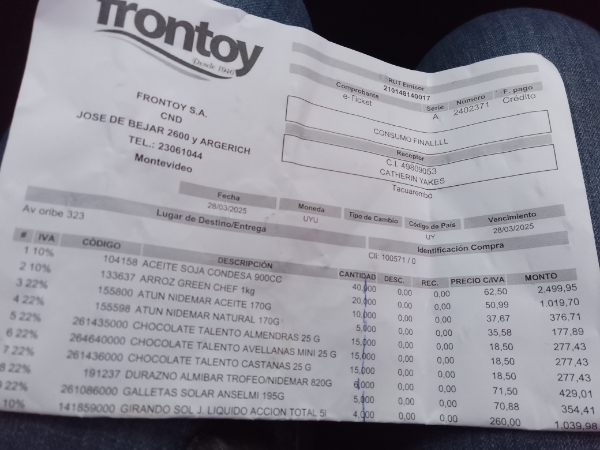 frontoy
Desde 1946
FRONTOY S.A.
CND
JOSE DE BEJAR 2600 y ARGERICH
TEL.: 23061044
Montevideo
RUT Emisor
210148140917
Comprobante Serie Número F. pago
e-Ticket A 2402371 Crédito
CONSUMO FINAL
Receptor
C.I. 49809053
CATHERIN YAKES
Tacuarembó
Fecha Moneda Tipo de Cambio Código de País Vencimiento
28/03/2025 UYU UY 28/03/2025
Lugar de Destino/Entrega Identificación Compra
Av oribe 323 Cli: 100571 / 0
# IVA CÓDIGO DESCRIPCIÓN CANTIDAD DESC. REC. PRECIO C/IVA MONTO
1 10% 104158 ACEITE SOJA CONDESA 900CC 40,000 0,00 0,00 62,50 2.499,95
2 10% 133637 ARROZ GREEN CHEF 1kg 20,000 0,00 0,00 50,99 1.019,70
3 22% 155800 ATUN NIDEMAR ACEITE 170G 10,000 0,00 0,00 37,67 376,71
4 22% 155598 ATUN NIDEMAR NATURAL 170G 5,000 0,00 0,00 35,58 177,89
5 22% 261435000 CHOCOLATE TALENTO ALMENDRAS 25 G 15,000 0,00 0,00 18,50 277,43
6 22% 264640000 CHOCOLATE TALENTO AVELLANAS MINI 25 G 15,000 0,00 0,00 18,50 277,43
7 22% 261436000 CHOCOLATE TALENTO CASTANAS 25 G 15,000 0,00 0,00 18,50 277,43
8 22% 191237 DURAZNO ALMIBAR TROFEO/NIDEMAR 820G 6,000 0,00 0,00 71,50 429,01
22% 261086000 GALLETAS SOLAR ANSELMI 195G 5,000 0,00 0,00 70,88 354,41
10% 141859000 GIRANDO SOL J. LIQUIDO ACCION TOTAL 5l 4,000 0,00 0,00 260,00 1.039,98